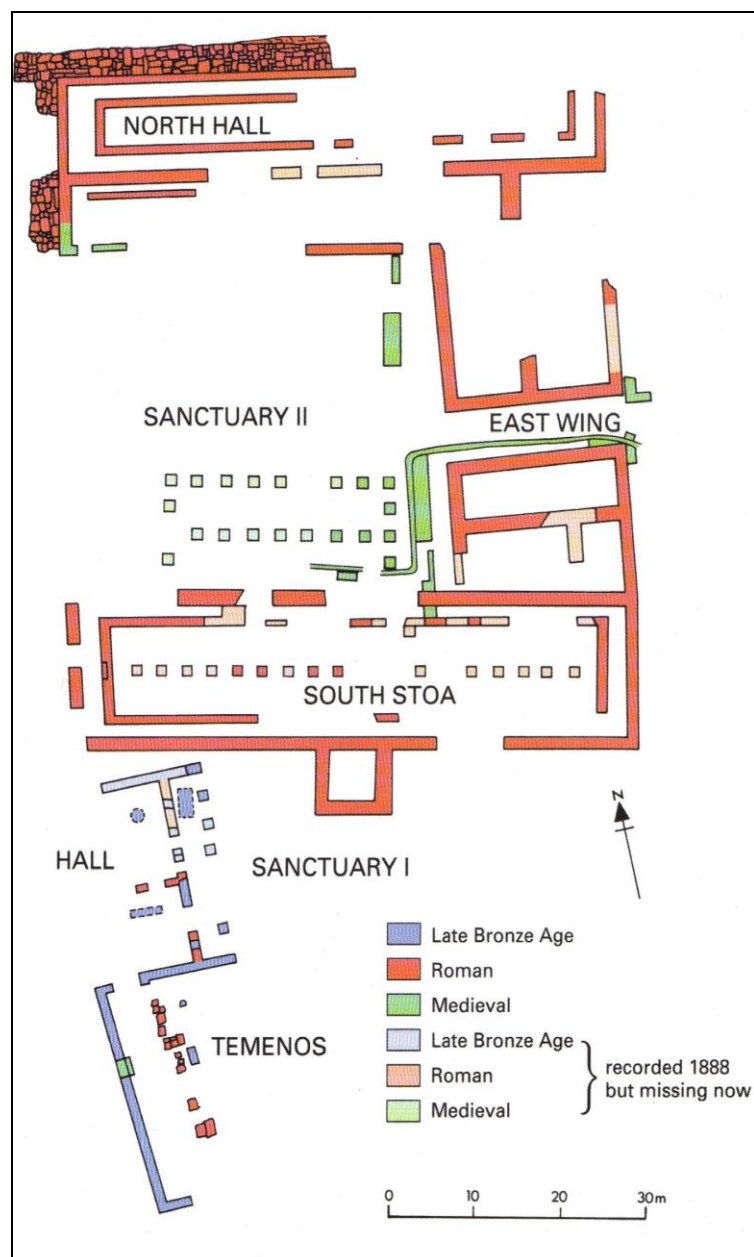 NORTH HALL
SANCTUARY II
EAST WING
SOUTH STOA
N
HALL
SANCTUARY I
TEMENOS
Late Bronze Age
Roman
Medieval
Late Bronze Age
Roman
Medieval
recorded 1888
but missing now
0 10 20 30 m